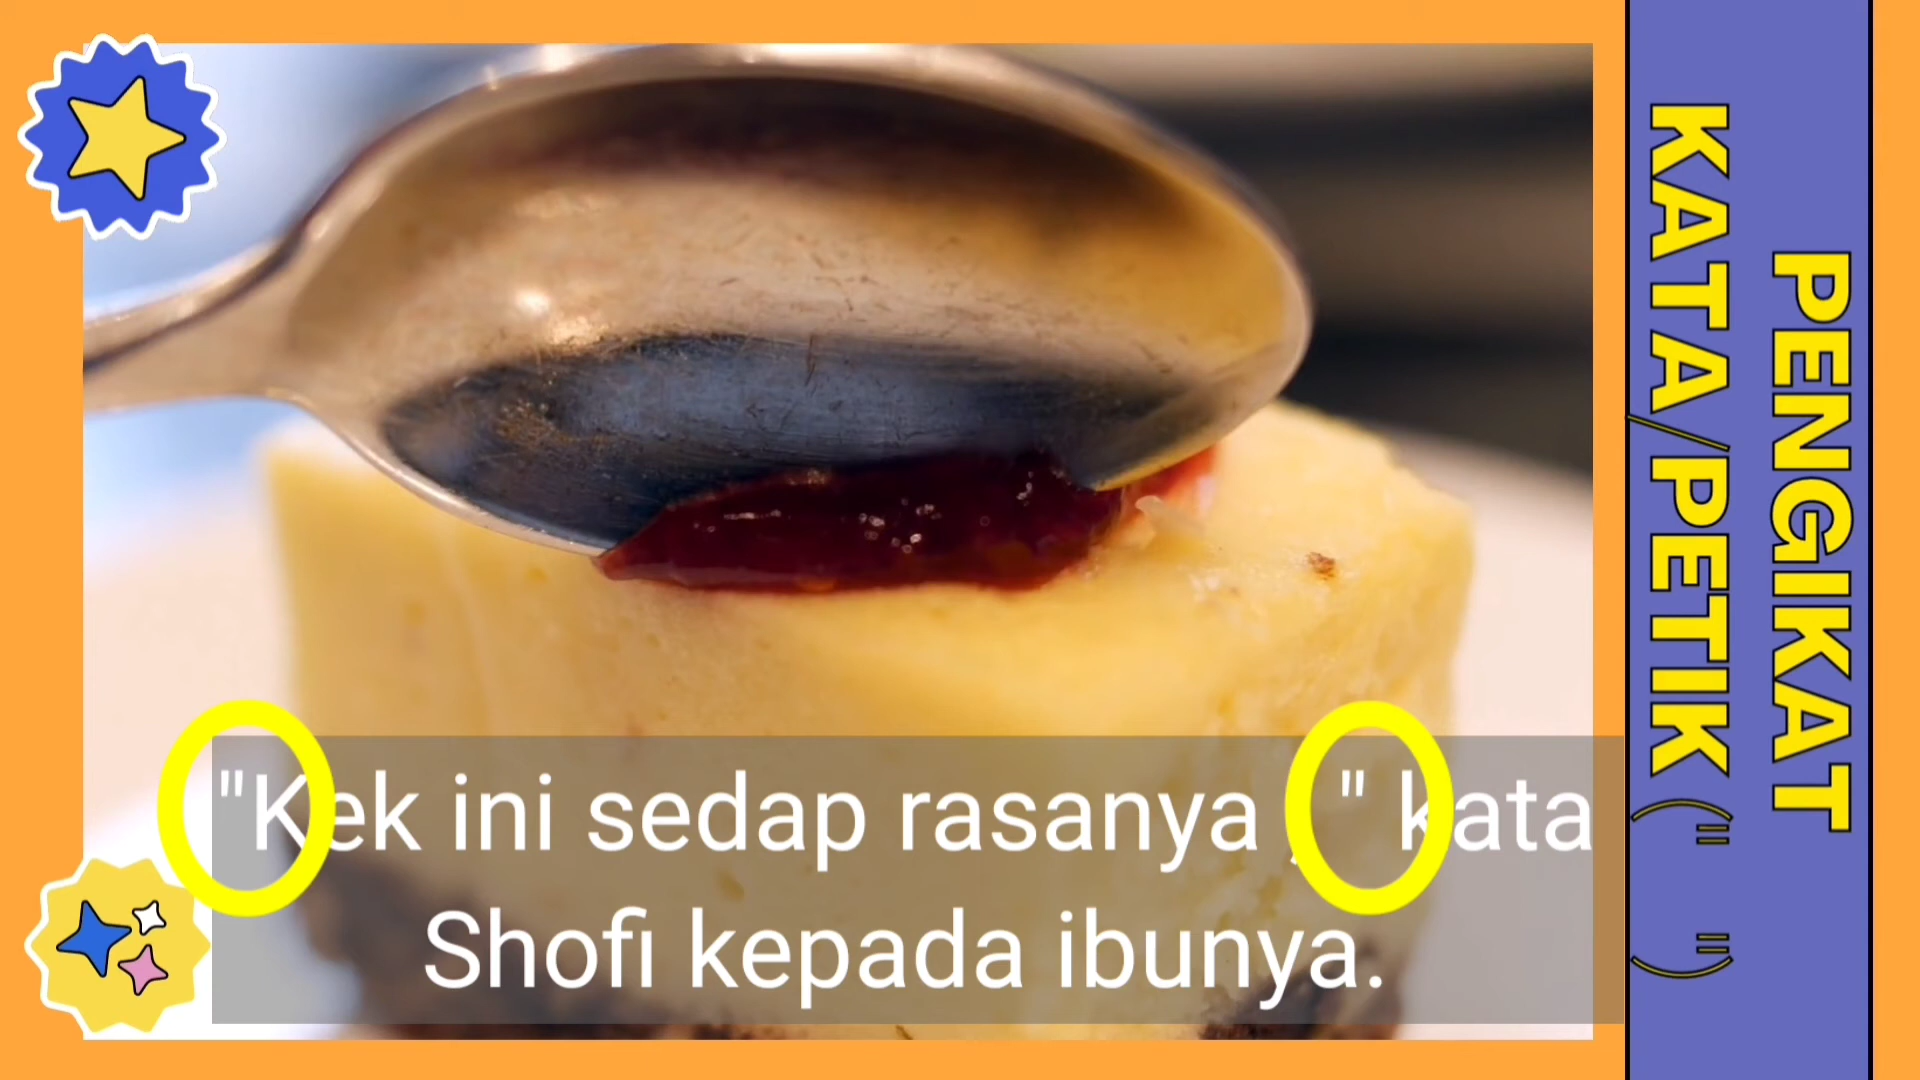 "Kek ini sedap rasanya , " kata
Shofi kepada ibunya.
PENGIKAT
KATA/PETIK (" ")